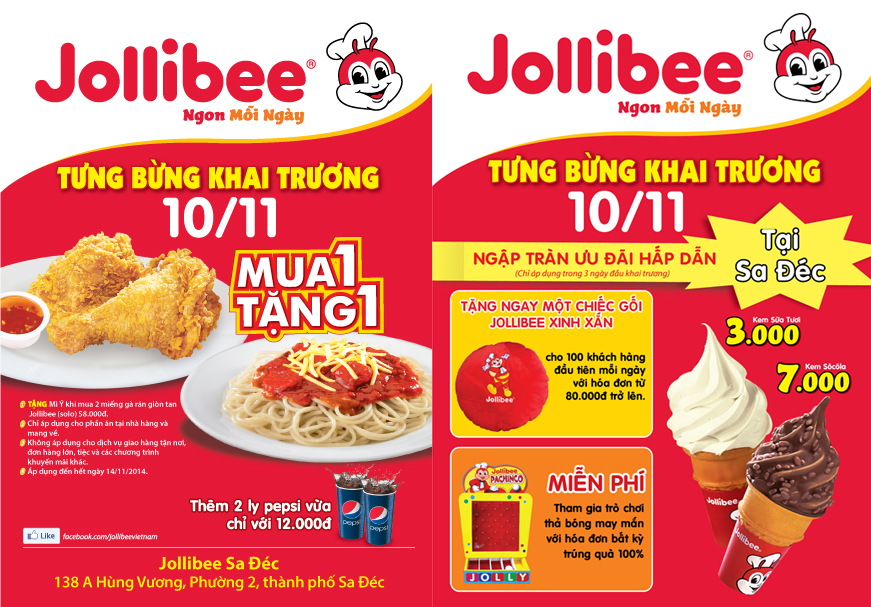 Jollibee®
Ngon Mỗi Ngày
TƯNG BỪNG KHAI TRƯƠNG
10/11
MUA 1
TẶNG 1
TẶNG Mì Ý khi mua 2 miếng gà rán giòn tan
Jollibee (solo) 58.000đ.
Chỉ áp dụng cho phần ăn tại nhà hàng và
mang về.
Không áp dụng cho dịch vụ giao hàng tận nơi,
đơn hàng lớn, tiệc và các chương trình
khuyến mãi khác.
Áp dụng đến hết ngày 14/11/2014.
Thêm 2 ly pepsi vừa
chỉ với 12.000đ
pepsi
pepsi
Like
facebook.com/jollibeevietnam
Jollibee Sa Đéc
138 A Hùng Vương, Phường 2, thành phố Sa Đéc
Jollibee®
Ngon Mỗi Ngày
TƯNG BỪNG KHAI TRƯƠNG
10/11
NGẬP TRÀN ƯU ĐÃI HẤP DẪN
(Chỉ áp dụng trong 3 ngày đầu khai trương)
Tại
Sa Đéc
TẶNG NGAY MỘT CHIẾC GỐI
JOLLIBEE XINH XẮN
Jollibee
cho 100 khách hàng
đầu tiên mỗi ngày
với hóa đơn từ
80.000đ trở lên.
Kem Sữa Tươi
3.000
Kem Sôcôla
7.000
Jollibee
PACHINCO
JOLLY
MIỄN PHÍ
Tham gia trò chơi
thả bóng may mắn
với hóa đơn bất kỳ
trúng quà 100%
Jollibee
Jollibee